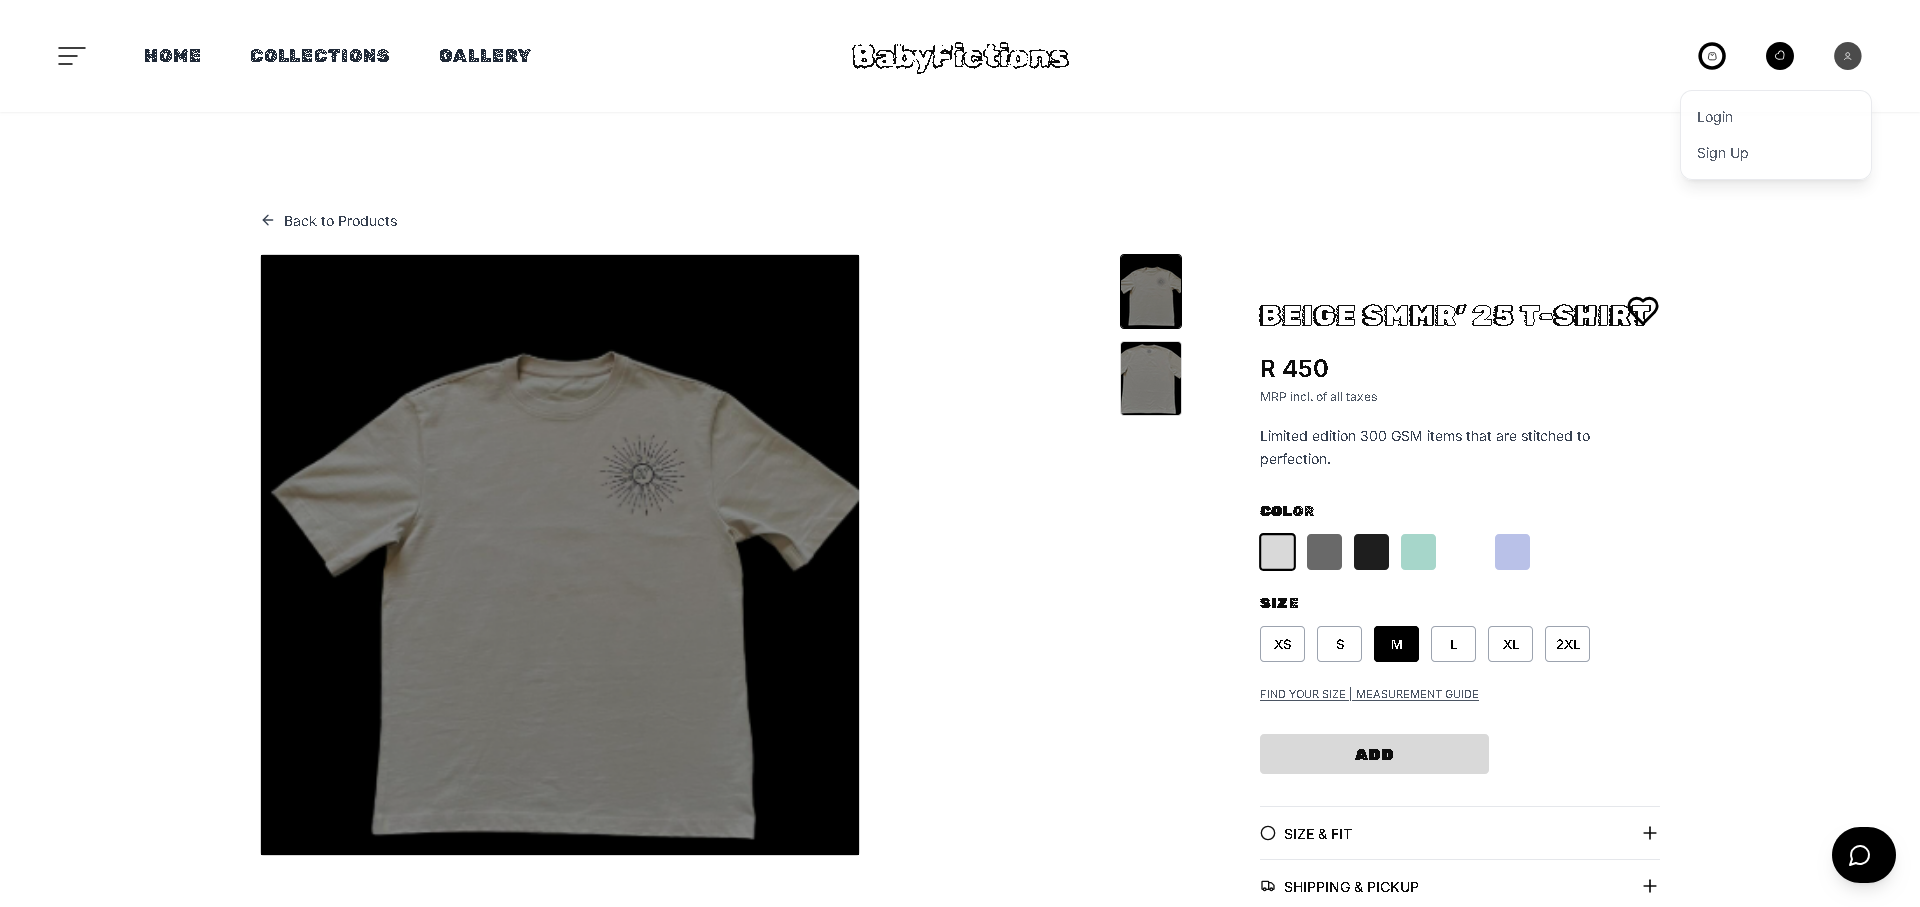 HOME COLLECTIONS GALLERY BabyFictions
Login
Sign Up
Back to Products
BEIGE SMMR' 25 T-SHIRT
R 450
MRP incl. of all taxes
Limited edition 300 GSM items that are stitched to
perfection.
COLOR
SIZE
XS S M L XL 2XL
FIND YOUR SIZE | MEASUREMENT GUIDE
ADD
SIZE & FIT
SHIPPING & PICKUP